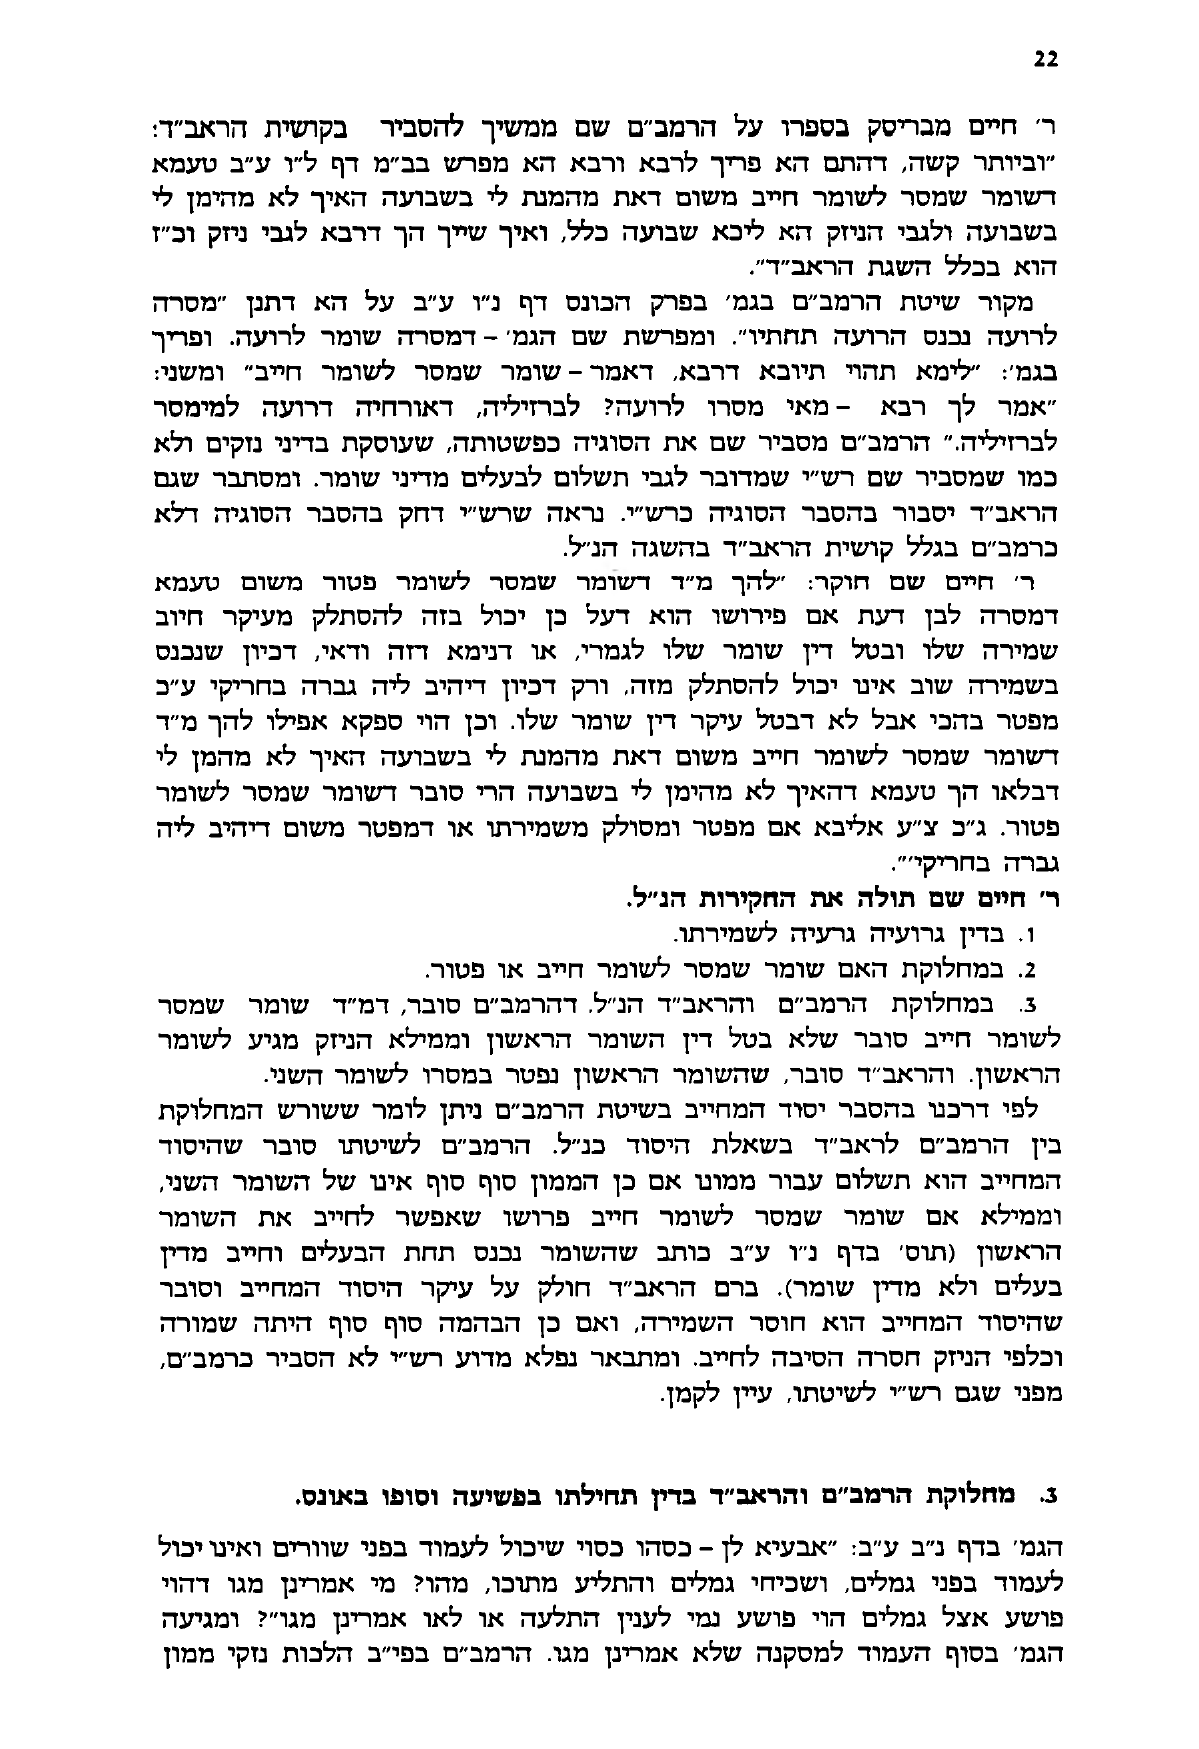 22
ר׳ חיים מבריסק בספרו על הרמב״ם שם ממשיך להסביר בקושית הראב״ד:
״וביותר קשה, דהתם הא פריך לרבא ורבא הא מפרש בב״מ דף ל״ו ע״ב טעמא
דשומר שמסר לשומר חייב משום דאת מהמנת לי בשבועה האיך לא מהימן לי
בשבועה ולגבי הניזק הא ליכא שבועה כלל, ואיך שייך הך דרבא לגבי ניזק וכ״ז
הוא בכלל השגת הראב״ד״.
מקור שיטת הרמב״ם בגמ׳ בפרק הכונס דף נ״ו ע״ב על הא דתנן ״מסרה
לרועה נכנס הרועה תחתיו״. ומפרשת שם הגמ׳ – דמסרה שומר לרועה. ופריך
בגמ׳: ״לימא תהוי תיובא דרבא, דאמר – שומר שמסר לשומר חייב״ ומשני:
״אמר לך רבא – מאי מסרו לרועה? לברזיליה, דאורחיה דרועה למימסר
לברזיליה.״ הרמב״ם מסביר שם את הסוגיה כפשטותה, שעוסקת בדיני נזקים ולא
כמו שמסביר שם רש״י שמדובר לגבי תשלום לבעלים מדיני שומר. ומסתבר שגם
הראב״ד יסבור בהסבר הסוגיה כרש״י. נראה שרש״י דחק בהסבר הסוגיה דלא
כרמב״ם בגלל קושית הראב״ד בהשגה הנ״ל.
ר׳ חיים שם חוקר: ״להך מ״ד דשומר שמסר לשומר פטור משום טעמא
דמסרה לבן דעת אם פירושו הוא דעל כן יכול בזה להסתלק מעיקר חיוב
שמירה שלו ובטל דין שומר שלו לגמרי, או דנימא דזה ודאי, דכיון שנכנס
בשמירה שוב אינו יכול להסתלק מזה, ורק דכיון דיהיב ליה גברה בחריקי ע״כ
מפטר בהכי אבל לא דבטל עיקר דין שומר שלו. וכן הוי ספקא אפילו להך מ״ד
דשומר שמסר לשומר חייב משום דאת מהמנת לי בשבועה האיך לא מהמן לי
דבלאו הך טעמא דהאיך לא מהימן לי בשבועה הרי סובר דשומר שמסר לשומר
פטור. ג״כ צ״ע אליבא אם מפטר ומסולק משמירתו או דמפטר משום דיהיב ליה
גברה בחריקי׳״.
ר׳ חיים שם תולה את החקירות הנ״ל.
1. בדין גרועיה גרעיה לשמירתו.
2. במחלוקת האם שומר שמסר לשומר חייב או פטור.
3. במחלוקת הרמב״ם והראב״ד הנ״ל. דהרמב״ם סובר, דמ״ד שומר שמסר
לשומר חייב סובר שלא בטל דין השומר הראשון וממילא הניזק מגיע לשומר
הראשון. והראב״ד סובר, שהשומר הראשון נפטר במסרו לשומר השני.
לפי דרכנו בהסבר יסוד המחייב בשיטת הרמב״ם ניתן לומר ששורש המחלוקת
בין הרמב״ם לראב״ד בשאלת היסוד כנ״ל. הרמב״ם לשיטתו סובר שהיסוד
המחייב הוא תשלום עבור ממונו אם כן הממון סוף סוף אינו של השומר השני,
וממילא אם שומר שמסר לשומר חייב פרושו שאפשר לחייב את השומר
הראשון (תוס׳ בדף נ״ו ע״ב כותב שהשומר נכנס תחת הבעלים וחייב מדין
בעלים ולא מדין שומר). ברם הראב״ד חולק על עיקר היסוד המחייב וסובר
שהיסוד המחייב הוא חוסר השמירה, ואם כן הבהמה סוף סוף היתה שמורה
וכלפי הניזק חסרה הסיבה לחייב. ומתבאר נפלא מדוע רש״י לא הסביר כרמב״ם,
מפני שגם רש״י לשיטתו, עיין לקמן.
3. מחלוקת הרמב״ם והראב״ד בדין תחילתו בפשיעה וסופו באונס.
הגמ׳ בדף נ״ב ע״ב: ״אבעיא לן – כסהו כסוי שיכול לעמוד בפני שוורים ואינו יכול
לעמוד בפני גמלים, ושכיחי גמלים והתליע מתוכו, מהו? מי אמרינן מגו דהוי
פושע אצל גמלים הוי פושע נמי לענין התלעה או לאו אמרינן מגו״? ומגיעה
הגמ׳ בסוף העמוד למסקנה שלא אמרינן מגו. הרמב״ם בפי״ב הלכות נזקי ממון